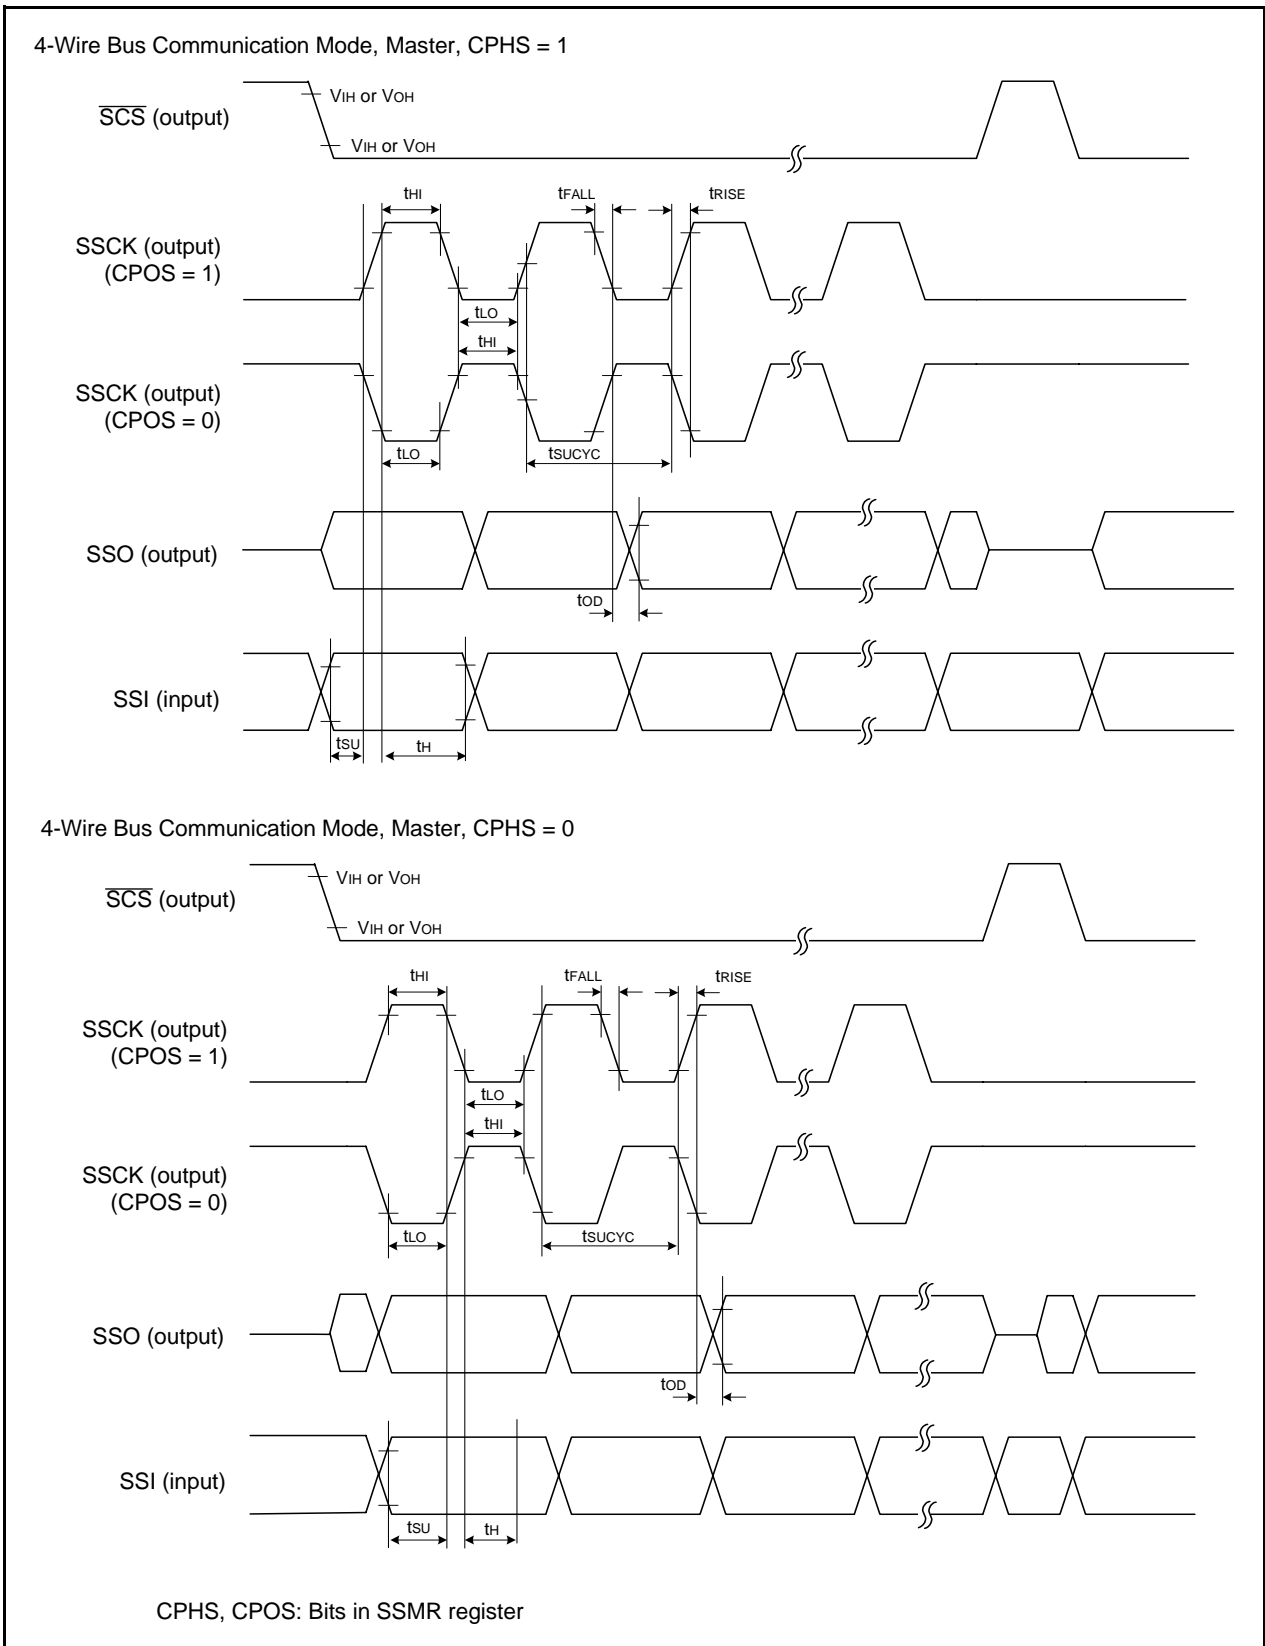 4-Wire Bus Communication Mode, Master, CPHS = 1
VIH or VOH
SCS (output)
VIH or VOH
tHI
tFALL
tRISE
SSCK (output)
(CPOS = 1)
tLO
tHI
SSCK (output)
(CPOS = 0)
tLO
tSUCYC
SSO (output)
tOD
SSI (input)
tSU
tH
4-Wire Bus Communication Mode, Master, CPHS = 0
VIH or VOH
SCS (output)
VIH or VOH
tHI
tFALL
tRISE
SSCK (output)
(CPOS = 1)
tLO
tHI
SSCK (output)
(CPOS = 0)
tLO
tSUCYC
SSO (output)
tOD
SSI (input)
tSU
tH
CPHS, CPOS: Bits in SSMR register